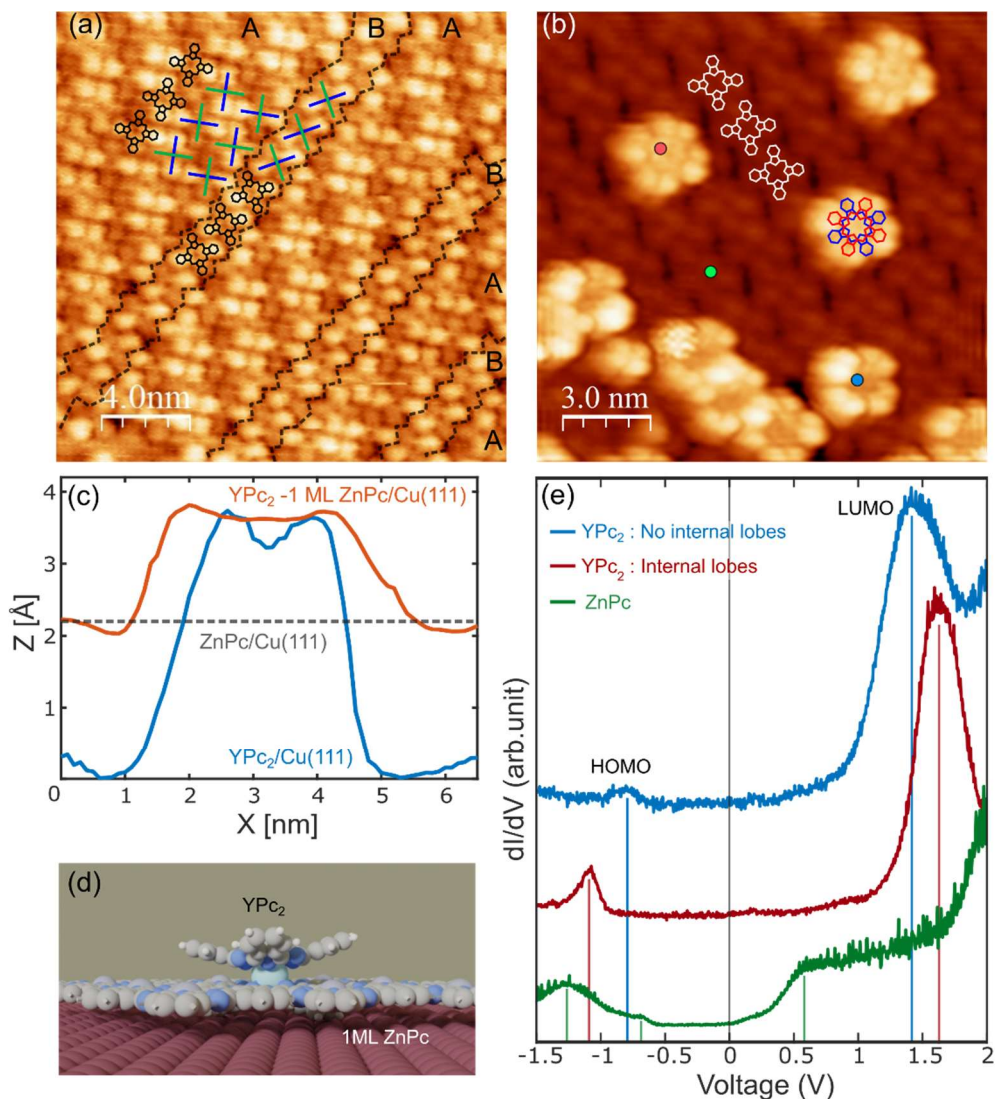 (a)
A
B
A
B
A
B
A
4.0nm
(b)
3.0 nm
(c)
4
3
2
1
0
1
2
3
4
5
6
Z [Å]
X [nm]
YPc2 -1 ML ZnPc/Cu(111)
ZnPc/Cu(111)
YPc2/Cu(111)
(d)
YPc2
1ML ZnPc
(e)
LUMO
YPc2 : No internal lobes
YPc2 : Internal lobes
ZnPc
HOMO
dI/dV (arb.unit)
-1.5
-1
-0.5
0
0.5
1
1.5
2
Voltage (V)